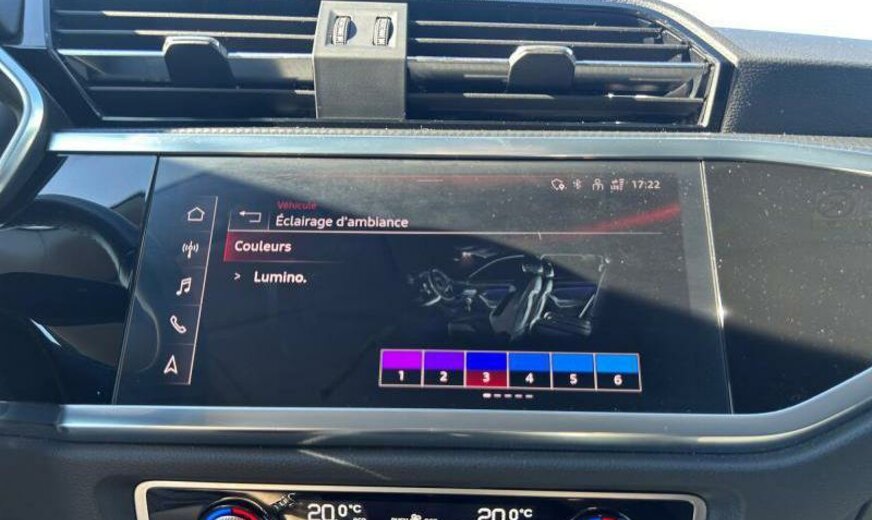 17:22
Véhicule
Éclairage d'ambiance
Couleurs
> Lumino.
1 2 3 4 5 6
20.0°C 20.0°C